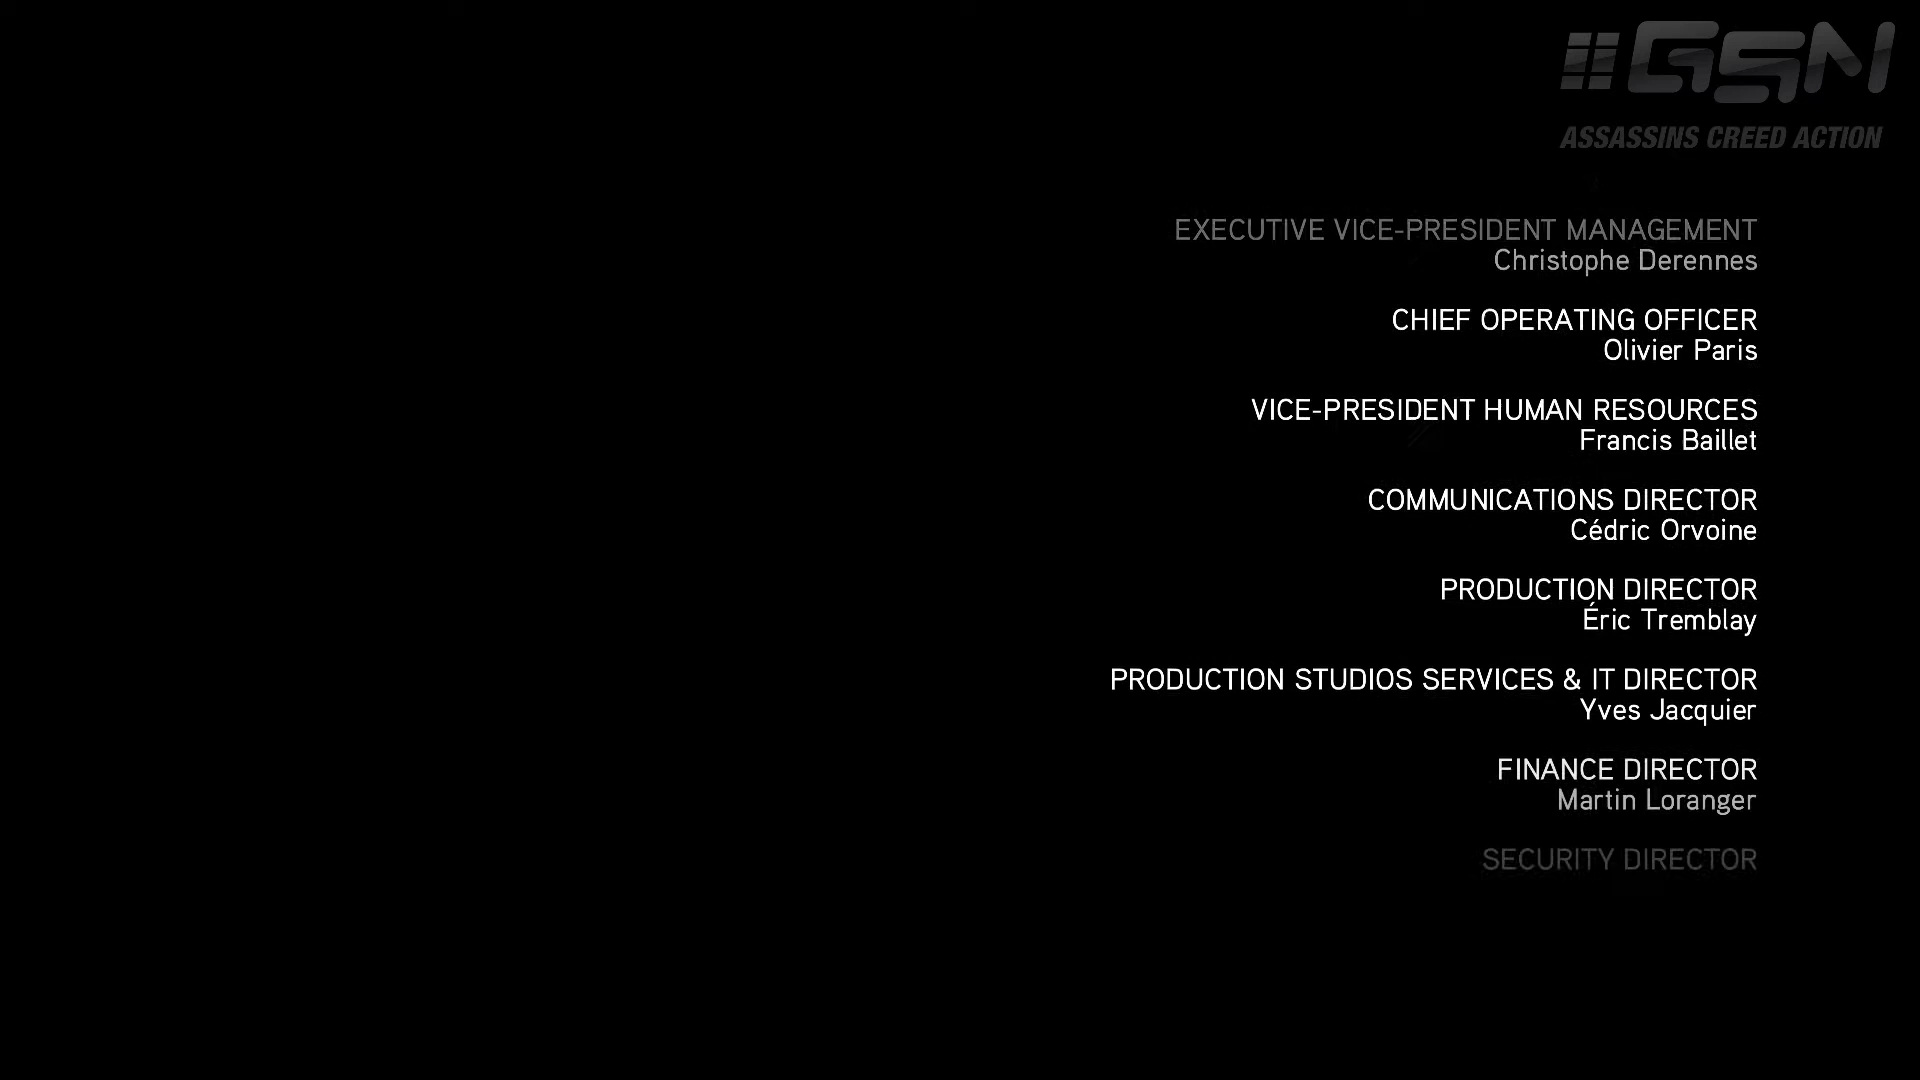 GSN
ASSASSINS CREED ACTION
EXECUTIVE VICE-PRESIDENT MANAGEMENT
Christophe Derennes
CHIEF OPERATING OFFICER
Olivier Paris
VICE-PRESIDENT HUMAN RESOURCES
Francis Baillet
COMMUNICATIONS DIRECTOR
Cédric Orvoine
PRODUCTION DIRECTOR
Éric Tremblay
PRODUCTION STUDIOS SERVICES & IT DIRECTOR
Yves Jacquier
FINANCE DIRECTOR
Martin Loranger
SECURITY DIRECTOR